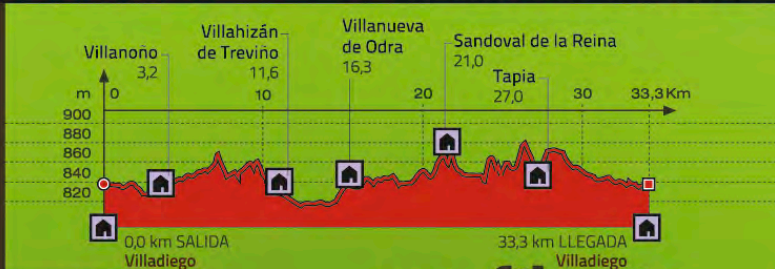 Villanoño
3,2
Villahizán
de Treviño
11,6
Villanueva
de Odra
16,3
Sandoval de la Reina
21,0
Tapia
27,0
m 0 10 20 30 33,3 Km
900
880
860
840
820
0,0 km SALIDA
Villadiego
33,3 km LLEGADA
Villadiego